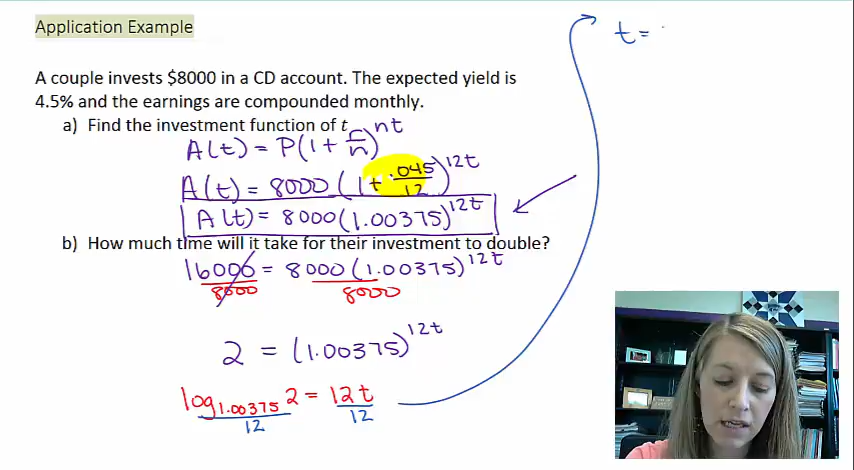 Application Example
t =
A couple invests $8000 in a CD account. The expected yield is
4.5% and the earnings are compounded monthly.
a) Find the investment function of t
A(t) = P(1 + r/n)^nt
A(t) = 8000 (1 + .045/12)^12t
A(t) = 8000(1.00375)^12t
b) How much time will it take for their investment to double?
16000/8000 = 8000(1.00375)^12t/8000
2 = (1.00375)^12t
log_1.00375 2/12 = 12t/12